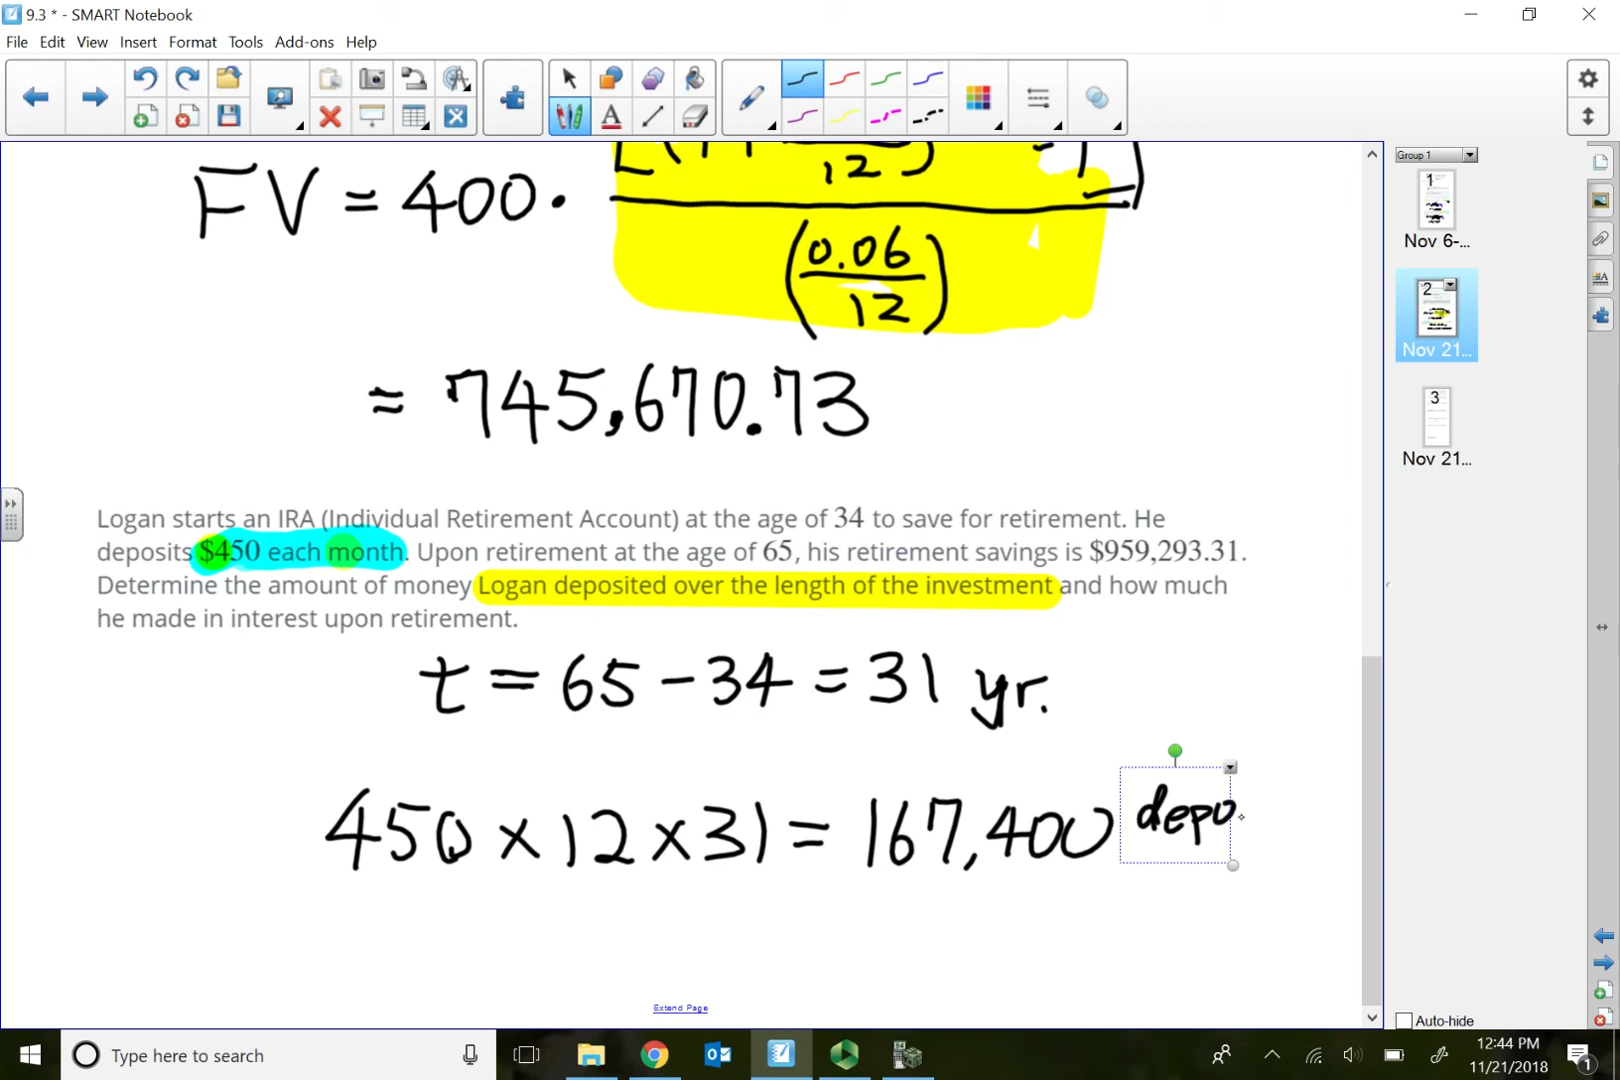 9.3 * - SMART Notebook
File Edit View Insert Format Tools Add-ons Help
Group 1
1
Nov 6-...
2
Nov 21...
3
Nov 21...
12
-1
FV = 400 ·
(0.06
12)
≈ 745,670.73
Logan starts an IRA (Individual Retirement Account) at the age of 34 to save for retirement. He
deposits $450 each month. Upon retirement at the age of 65, his retirement savings is $959,293.31.
Determine the amount of money Logan deposited over the length of the investment and how much
he made in interest upon retirement.
t = 65 - 34 = 31 yr.
450 x 12 x 31 = 167,400 depo
Extend Page
Auto-hide
Type here to search
12:44 PM
11/21/2018
1